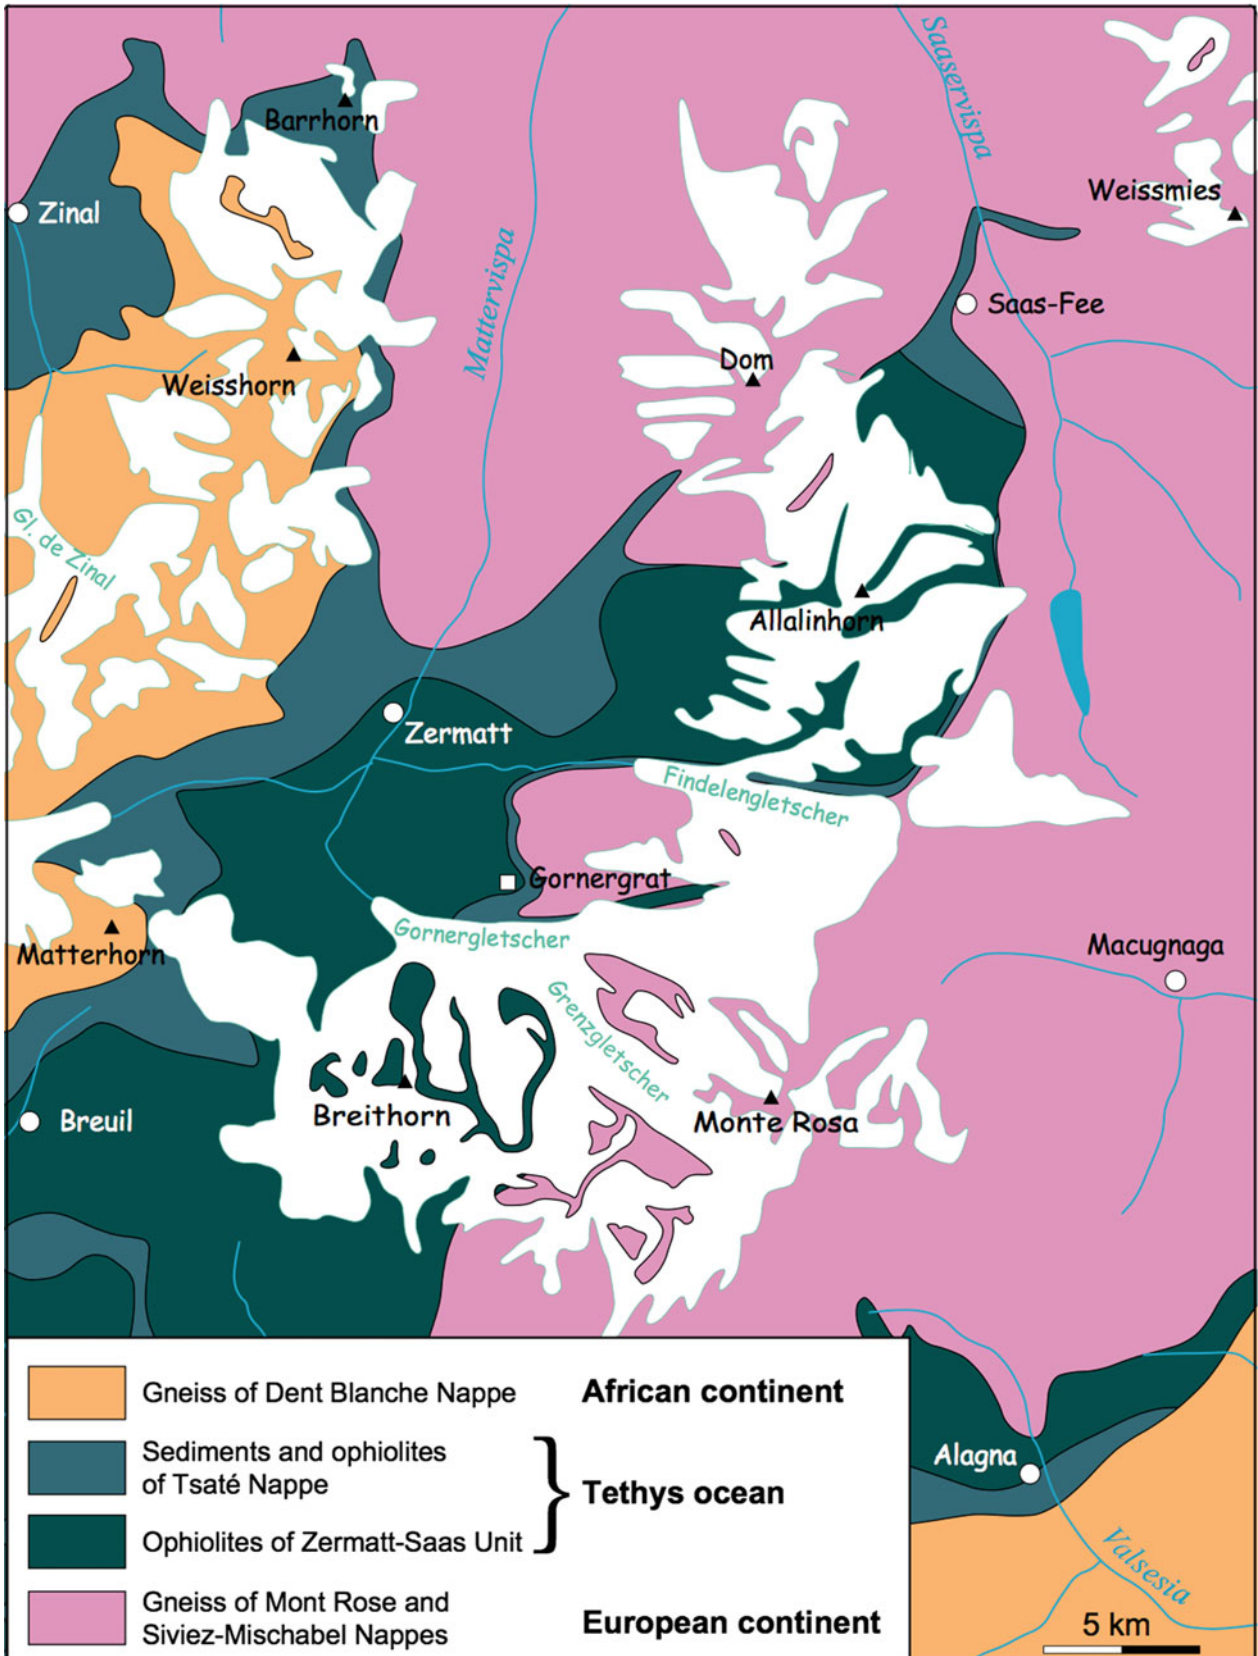 Saaservispa
Barrhorn
Weissmies
Zinal
Mattervispa
Saas-Fee
Dom
Weisshorn
Gl. de Zinal
Allalinhorn
Zermatt
Findelengletscher
Gornergrat
Gornergletscher
Matterhorn
Macugnaga
Grenzgletscher
Breithorn
Monte Rosa
Breuil
Gneiss of Dent Blanche Nappe
African continent
Sediments and ophiolites
of Tsaté Nappe
Tethys ocean
Ophiolites of Zermatt-Saas Unit
Gneiss of Mont Rose and
Siviez-Mischabel Nappes
European continent
Alagna
Valsesia
5 km